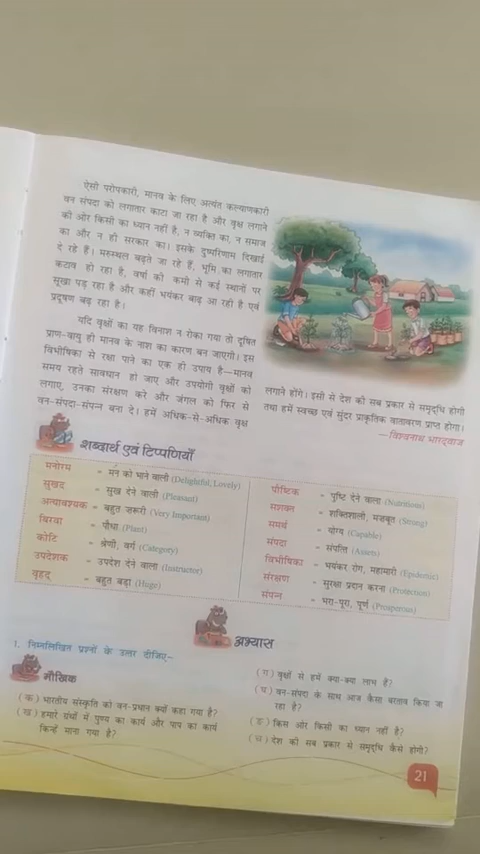 ऐसी परोपकारी, मानव के लिए अत्यंत कल्याणकारी
वन संपदा को लगातार काटा जा रहा है और वृक्ष लगाने
की ओर किसी का ध्यान नहीं है, न व्यक्ति का, न समाज
का और न ही सरकार का। इसके दुष्परिणाम दिखाई
दे रहे हैं। मरुस्थल बढ़ते जा रहे हैं, भूमि का लगातार
कटाव हो रहा है, वर्षा की कमी से कई स्थानों पर
सूखा पड़ रहा है और कहीं भयंकर बाढ़ आ रही है एवं
प्रदूषण बढ़ रहा है।
यदि वृक्षों का यह विनाश न रोका गया तो दूषित
प्राण-वायु ही मानव के नाश का कारण बन जाएगी। इस
विभीषिका से रक्षा पाने का एक ही उपाय है—मानव
समय रहते सावधान हो जाए और उपयोगी वृक्षों को
लगाए, उनका संरक्षण करे और जंगल को फिर से
वन-संपदा-संपन्न बना दे। हमें अधिक-से-अधिक वृक्ष
लगाने होंगे। इसी से देश की सब प्रकार से समृद्धि होगी
तथा हमें स्वच्छ एवं सुंदर प्राकृतिक वातावरण प्राप्त होगा।
—विश्वनाथ भारद्वाज
शब्दार्थ एवं टिप्पणियाँ
मनोरम = मन को भाने वाली (Delightful, Lovely)
सुखद = सुख देने वाली (Pleasant)
अत्यावश्यक = बहुत जरूरी (Very Important)
बिरवा = पौधा (Plant)
कोटि = श्रेणी, वर्ग (Category)
उपदेशक = उपदेश देने वाला (Instructor)
वृहद् = बहुत बड़ा (Huge)
पौष्टिक = पुष्टि देने वाला (Nutritious)
सशक्त = शक्तिशाली, मजबूत (Strong)
समर्थ = योग्य (Capable)
संपदा = संपत्ति (Assets)
विभीषिका = भयंकर रोग, महामारी (Epidemic)
संरक्षण = सुरक्षा प्रदान करना (Protection)
संपन्न = भरा-पूरा, पूर्ण (Prosperous)
अभ्यास
1. निम्नलिखित प्रश्नों के उत्तर दीजिए–
मौखिक
(क) भारतीय संस्कृति को वन-प्रधान क्यों कहा गया है?
(ख) हमारे ग्रंथों में पुण्य का कार्य और पाप का कार्य
किन्हें माना गया है?
(ग) वृक्षों से हमें क्या-क्या लाभ हैं?
(घ) वन-संपदा के साथ आज कैसा बरताव किया जा
रहा है?
(ङ) किस ओर किसी का ध्यान नहीं है?
(च) देश की सब प्रकार से समृद्धि कैसे होगी?
21